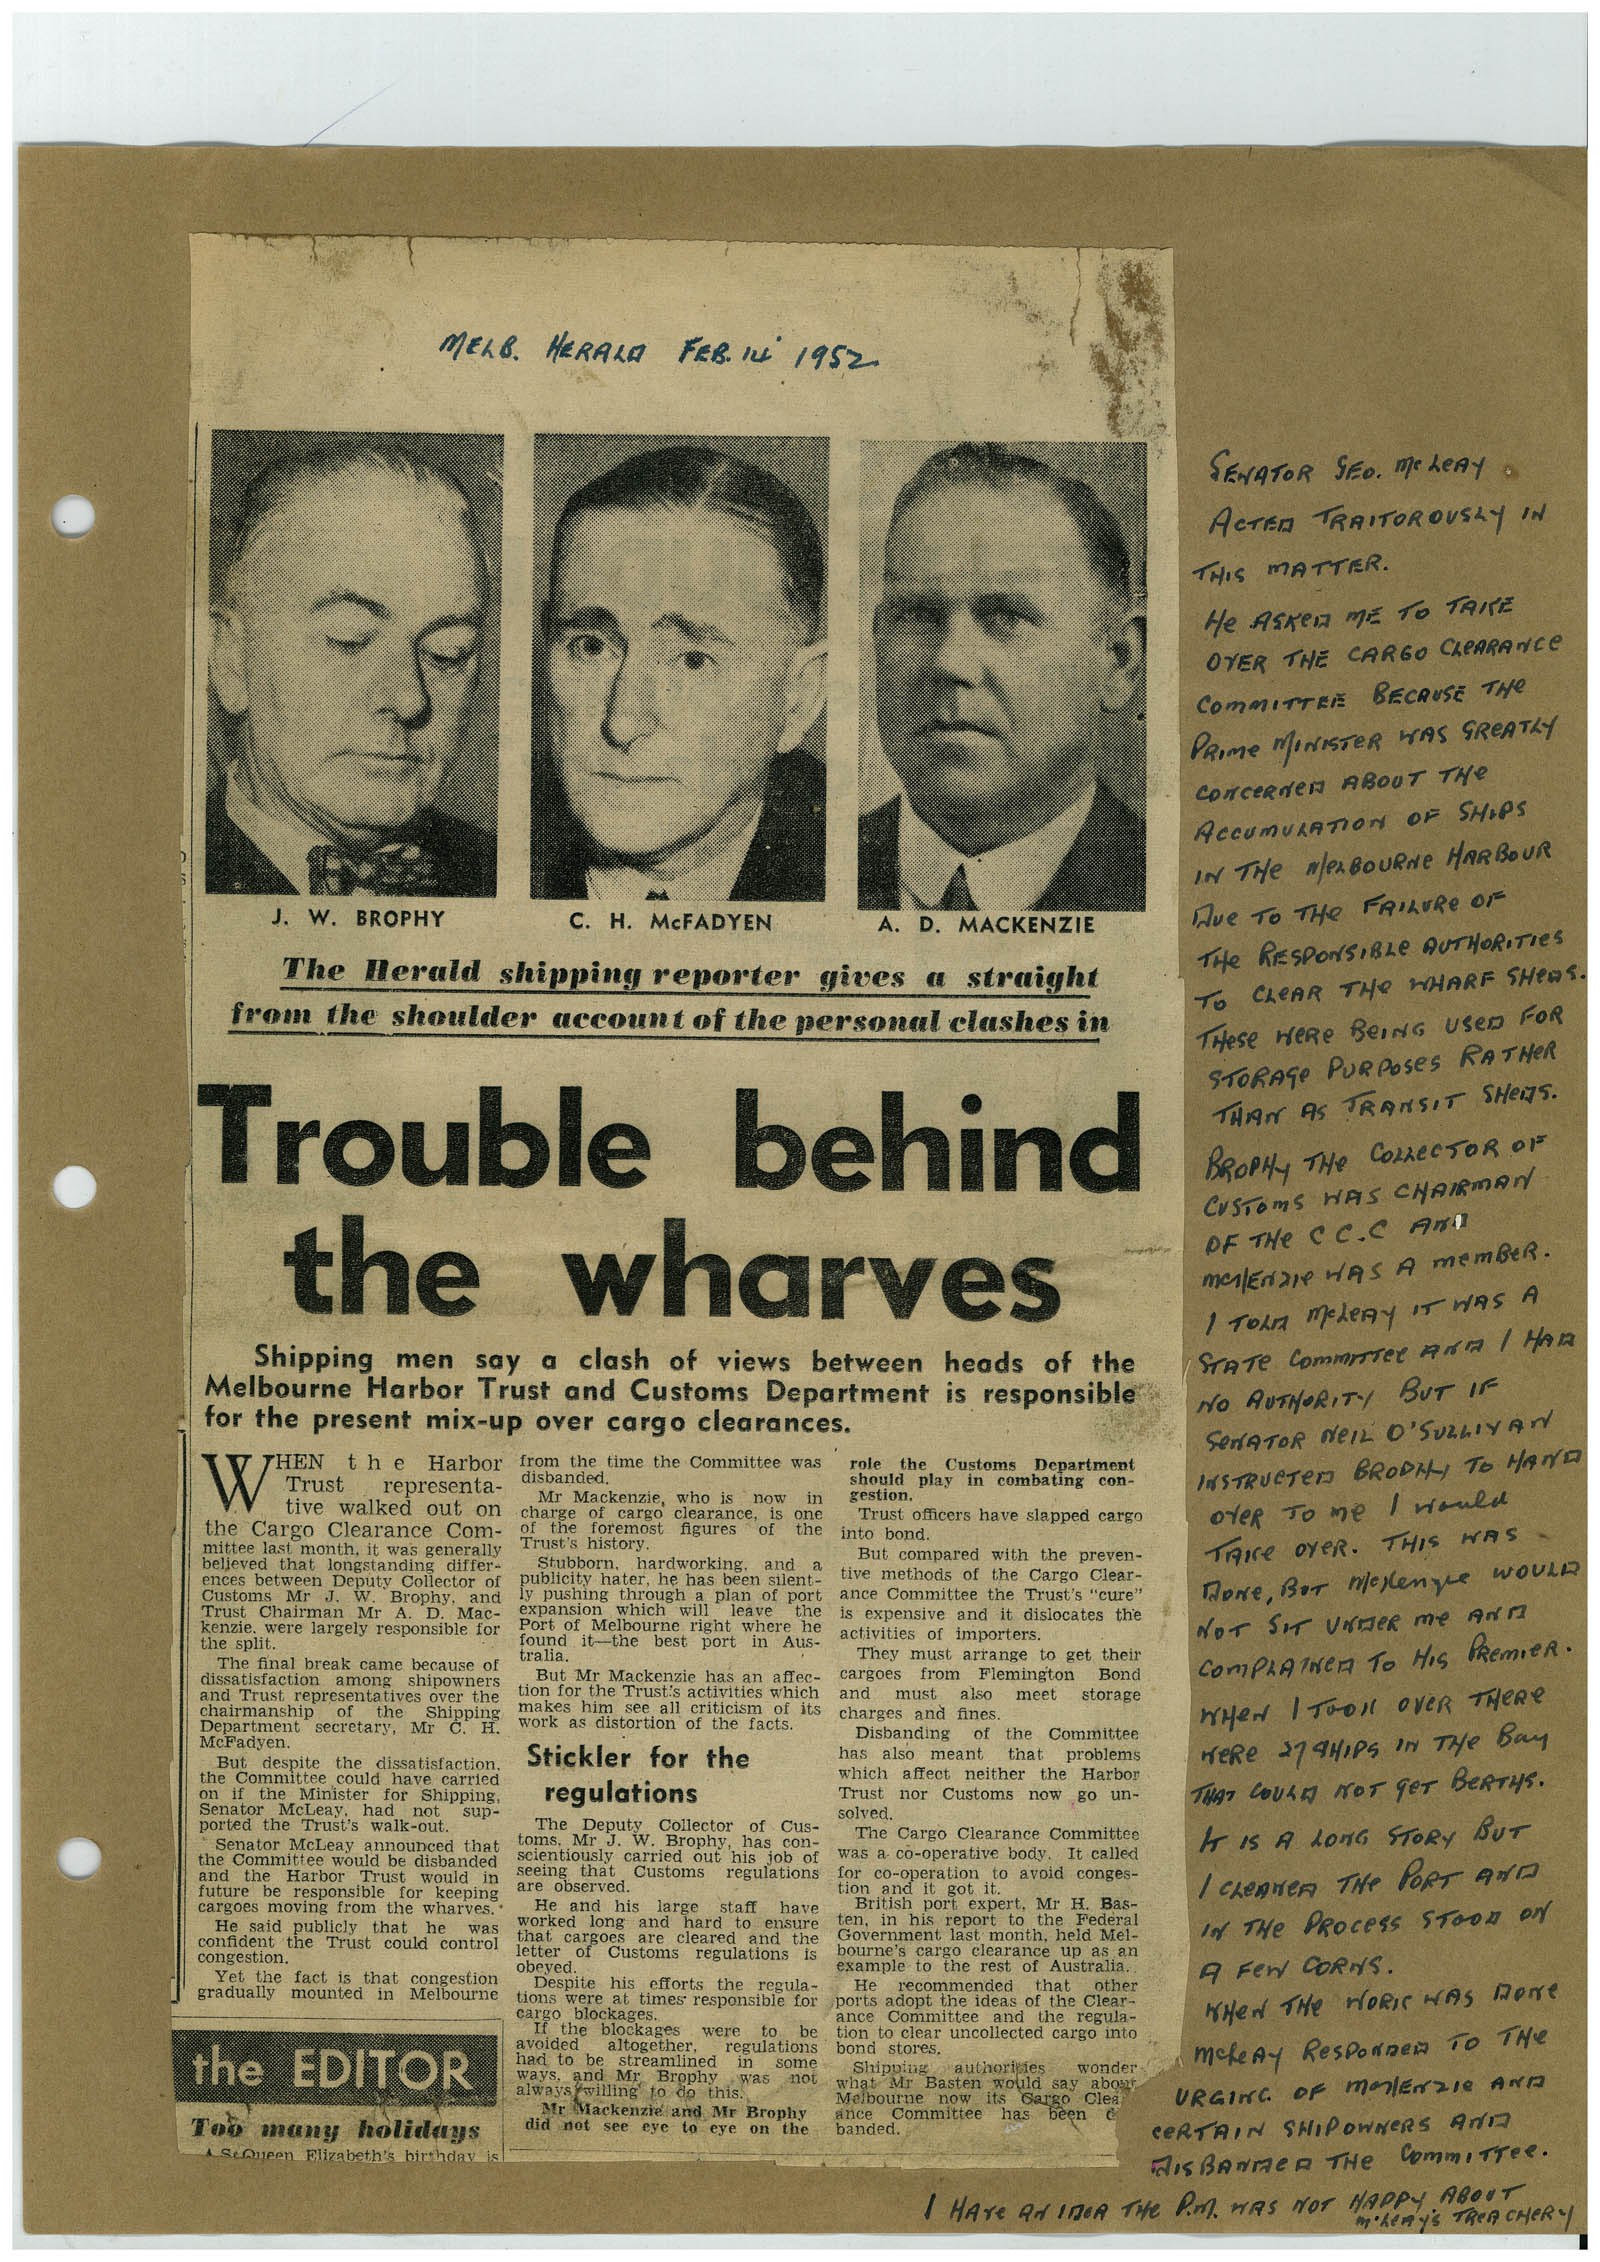 MELB. HERALD FEB. 14 1952
J. W. BROPHY
C. H. McFADYEN
A. D. MACKENZIE
The Herald shipping reporter gives a straight
from the shoulder account of the personal clashes in
Trouble behind
the wharves
Shipping men say a clash of views between heads of the
Melbourne Harbor Trust and Customs Department is responsible
for the present mix-up over cargo clearances.
WHEN the Harbor
Trust representa-
tive walked out on
the Cargo Clearance Com-
mittee last month, it was generally
believed that longstanding differ-
ences between Deputy Collector of
Customs Mr J. W. Brophy, and
Trust Chairman Mr A. D. Mac-
kenzie, were largely responsible for
the split.
The final break came because of
dissatisfaction among shipowners
and Trust representatives over the
chairmanship of the Shipping
Department secretary, Mr C. H.
McFadyen.
But despite the dissatisfaction,
the Committee could have carried
on if the Minister for Shipping,
Senator McLeay, had not sup-
ported the Trust's walk-out.
Senator McLeay announced that
the Committee would be disbanded
and the Harbor Trust would in
future be responsible for keeping
cargoes moving from the wharves.
He said publicly that he was
confident the Trust could control
congestion.
Yet the fact is that congestion
gradually mounted in Melbourne
the EDITOR
Too many holidays
AS Queen Elizabeth's birthday is
from the time the Committee was
disbanded.
Mr Mackenzie, who is now in
charge of cargo clearance, is one
of the foremost figures of the
Trust's history.
Stubborn, hardworking, and a
publicity hater, he has been silent-
ly pushing through a plan of port
expansion which will leave the
Port of Melbourne right where he
found it—the best port in Aus-
tralia.
But Mr Mackenzie has an affec-
tion for the Trust's activities which
makes him see all criticism of its
work as distortion of the facts.
Stickler for the
regulations
The Deputy Collector of Cus-
toms, Mr J. W. Brophy, has con-
scientiously carried out his job of
seeing that Customs regulations
are observed.
He and his large staff have
worked long and hard to ensure
that cargoes are cleared and the
letter of Customs regulations is
obeyed.
Despite his efforts the regula-
tions were at times responsible for
cargo blockages.
If the blockages were to be
avoided altogether, regulations
had to be streamlined in some
ways, and Mr Brophy was not
always willing to do this.
Mr Mackenzie and Mr Brophy
did not see eye to eye on the
role the Customs Department
should play in combating con-
gestion.
Trust officers have slapped cargo
into bond.
But compared with the preven-
tive methods of the Cargo Clear-
ance Committee the Trust's "cure"
is expensive and it dislocates the
activities of importers.
They must arrange to get their
cargoes from Flemington Bond
and must also meet storage
charges and fines.
Disbanding of the Committee
has also meant that problems
which affect neither the Harbor
Trust nor Customs now go un-
solved.
The Cargo Clearance Committee
was a co-operative body. It called
for co-operation to avoid conges-
tion and it got it.
British port expert, Mr H. Bas-
ten, in his report to the Federal
Government last month, held Mel-
bourne's cargo clearance up as an
example to the rest of Australia.
He recommended that other
ports adopt the ideas of the Clear-
ance Committee and the regula-
tion to clear uncollected cargo into
bond stores.
Shipping authorities wonder
what Mr Basten would say about
Melbourne now its Cargo Clea
ance Committee has been d
banded.
SENATOR GEO. McLEAY
ACTED TRAITOROUSLY IN
THIS MATTER.
HE ASKED ME TO TAKE
OVER THE CARGO CLEARANCE
COMMITTEE BECAUSE THE
PRIME MINISTER WAS GREATLY
CONCERNED ABOUT THE
ACCUMULATION OF SHIPS
IN THE MELBOURNE HARBOUR
DUE TO THE FAILURE OF
THE RESPONSIBLE AUTHORITIES
TO CLEAR THE WHARF SHEDS.
THESE WERE BEING USED FOR
STORAGE PURPOSES RATHER
THAN AS TRANSIT SHEDS.
BROPHY THE COLLECTOR OF
CUSTOMS WAS CHAIRMAN
OF THE C C.C AND
McKENZIE WAS A MEMBER.
I TOLD McLEAY IT WAS A
STATE COMMITTEE AND I HAD
NO AUTHORITY BUT IF
SENATOR NEIL O'SULLIVAN
INSTRUCTED BROPHY TO HAND
OVER TO ME I WOULD
TAKE OVER. THIS WAS
DONE, BUT McKENZIE WOULD
NOT SIT UNDER ME AND
COMPLAINED TO HIS PREMIER.
WHEN I TOOK OVER THERE
WERE 27 SHIPS IN THE BAY
THAT COULD NOT GET BERTHS.
IT IS A LONG STORY BUT
I CLEARED THE PORT AND
IN THE PROCESS STOOD ON
A FEW CORNS.
WHEN THE WORK WAS DONE
McLEAY RESPONDED TO THE
URGING OF McKENZIE AND
CERTAIN SHIPOWNERS AND
DISBANDED THE COMMITTEE.
I HAVE AN IDEA THE P.M. WAS NOT HAPPY ABOUT
McLEAY'S TREACHERY